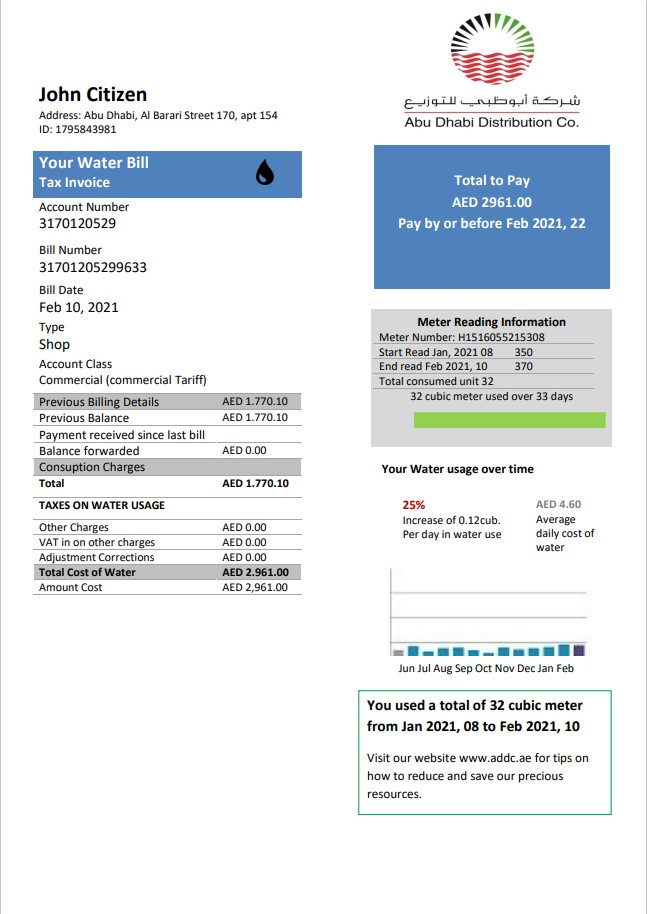 John Citizen
Address: Abu Dhabi, Al Barari Street 170, apt 154
ID: 1795843981
شركة أبوظبي للتوزيع
Abu Dhabi Distribution Co.
Your Water Bill
Tax Invoice
Account Number
3170120529
Bill Number
31701205299633
Bill Date
Feb 10, 2021
Type
Shop
Account Class
Commercial (commercial Tariff)
Previous Billing Details AED 1.770.10
Previous Balance AED 1.770.10
Payment received since last bill
Balance forwarded AED 0.00
Consuption Charges
Total AED 1.770.10
TAXES ON WATER USAGE
Other Charges AED 0.00
VAT in on other charges AED 0.00
Adjustment Corrections AED 0.00
Total Cost of Water AED 2.961.00
Amount Cost AED 2,961.00
Total to Pay
AED 2961.00
Pay by or before Feb 2021, 22
Meter Reading Information
Meter Number: H1516055215308
Start Read Jan, 2021 08 350
End read Feb 2021, 10 370
Total consumed unit 32
32 cubic meter used over 33 days
Your Water usage over time
25%
Increase of 0.12cub.
Per day in water use
AED 4.60
Average
daily cost of
water
Jun Jul Aug Sep Oct Nov Dec Jan Feb
You used a total of 32 cubic meter
from Jan 2021, 08 to Feb 2021, 10
Visit our website www.addc.ae for tips on
how to reduce and save our precious
resources.